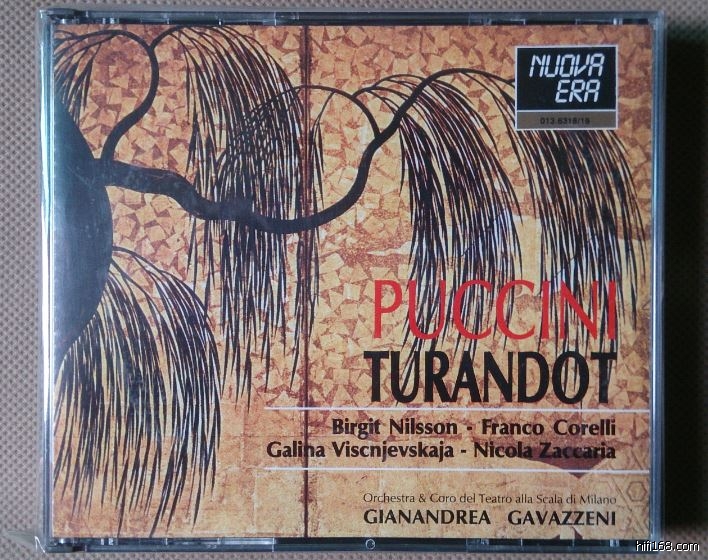 NUOVA
ERA
013.6318/19
PUCCINI
TURANDOT
Birgit Nilsson - Franco Corelli
Galina Viscnjevskaja - Nicola Zaccaria
Orchestra & Coro del Teatro alla Scala di Milano
GIANANDREA GAVAZZENI
hifi168.com